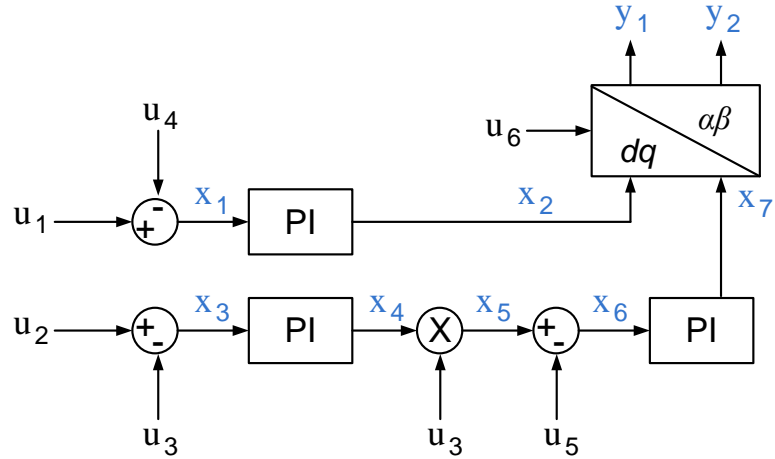 y1 y2
u4
u6
αβ
dq
x1
x2
x7
u1
-
+
PI
x3
x4
x5
x6
u2
+
-
PI
X
+
-
PI
u3
u3
u5